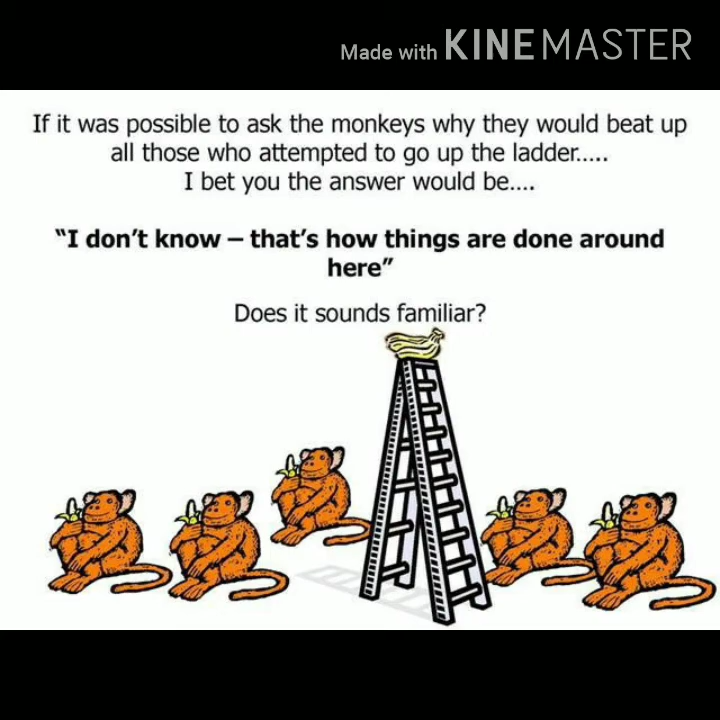 Made with KINEMASTER
If it was possible to ask the monkeys why they would beat up
all those who attempted to go up the ladder.....
I bet you the answer would be....
“I don’t know – that’s how things are done around
here”
Does it sounds familiar?